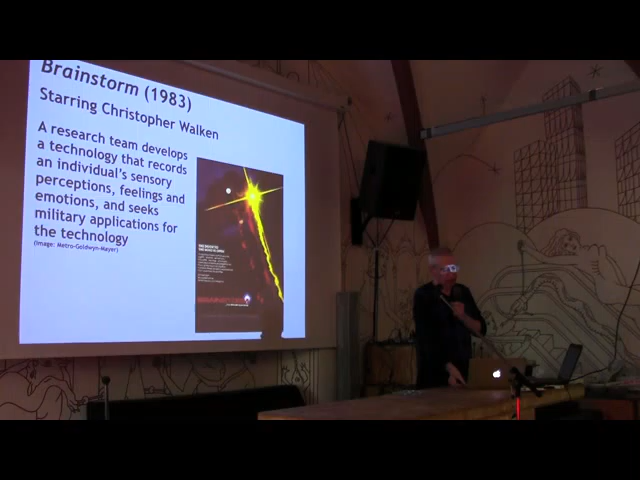 Brainstorm (1983)
Starring Christopher Walken
A research team develops
a technology that records
an individual's sensory
perceptions, feelings and
emotions, and seeks
military applications for
the technology
(Image: Metro-Goldwyn-Mayer)